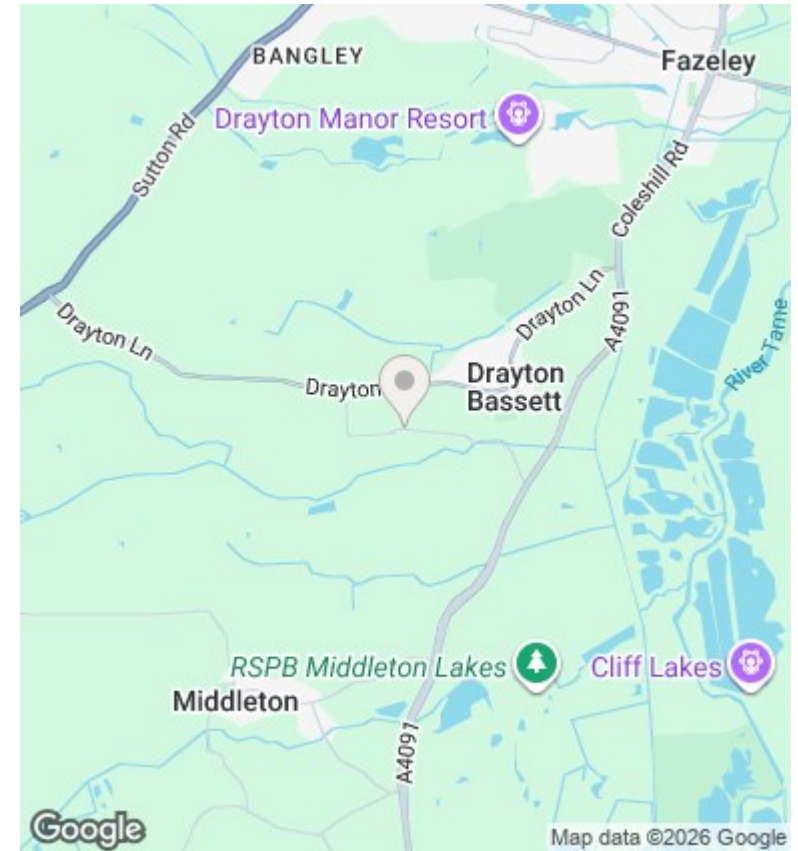 BANGLEY
Fazeley
Drayton Manor Resort
Sutton Rd
Coleshill Rd
Drayton Ln
Drayton Ln
A4091
River Tame
Drayton
Drayton
Bassett
RSPB Middleton Lakes
Cliff Lakes
Middleton
A4091
Google
Map data ©2026 Google